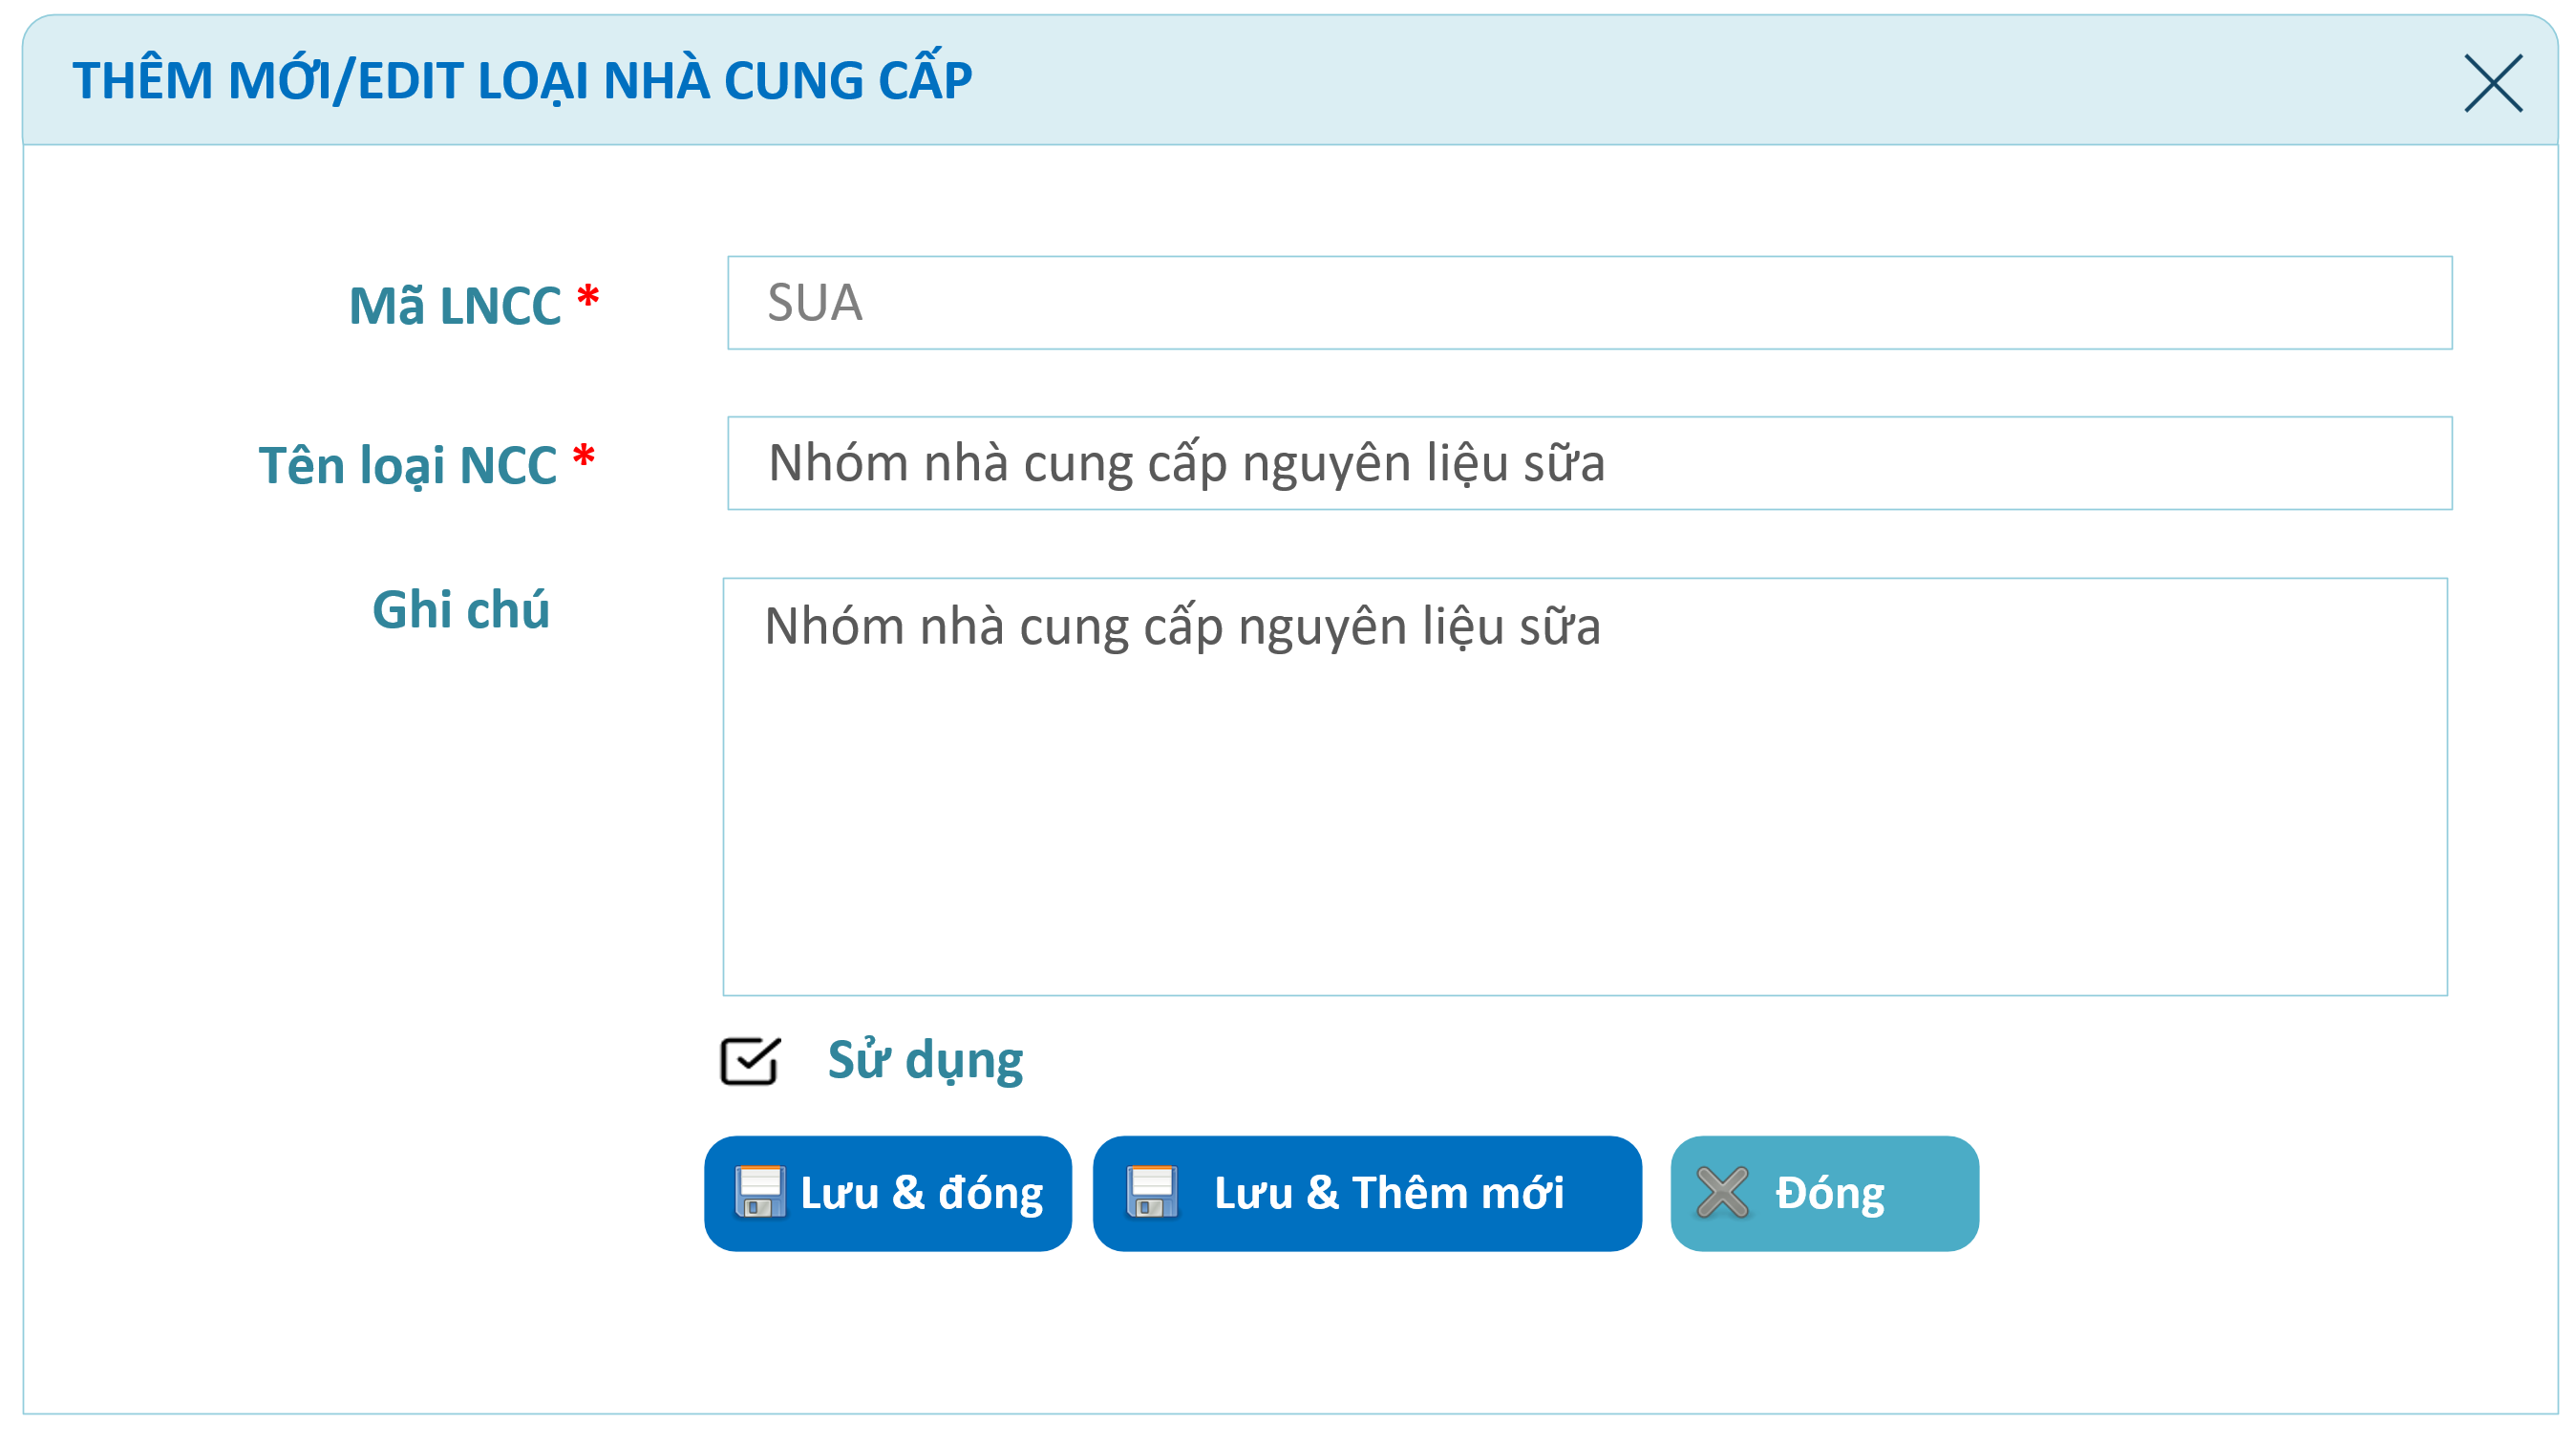 THÊM MỚI/EDIT LOẠI NHÀ CUNG CẤP
Mã LNCC * SUA
Tên loại NCC * Nhóm nhà cung cấp nguyên liệu sữa
Ghi chú Nhóm nhà cung cấp nguyên liệu sữa
Sử dụng
Lưu & đóng Lưu & Thêm mới Đóng